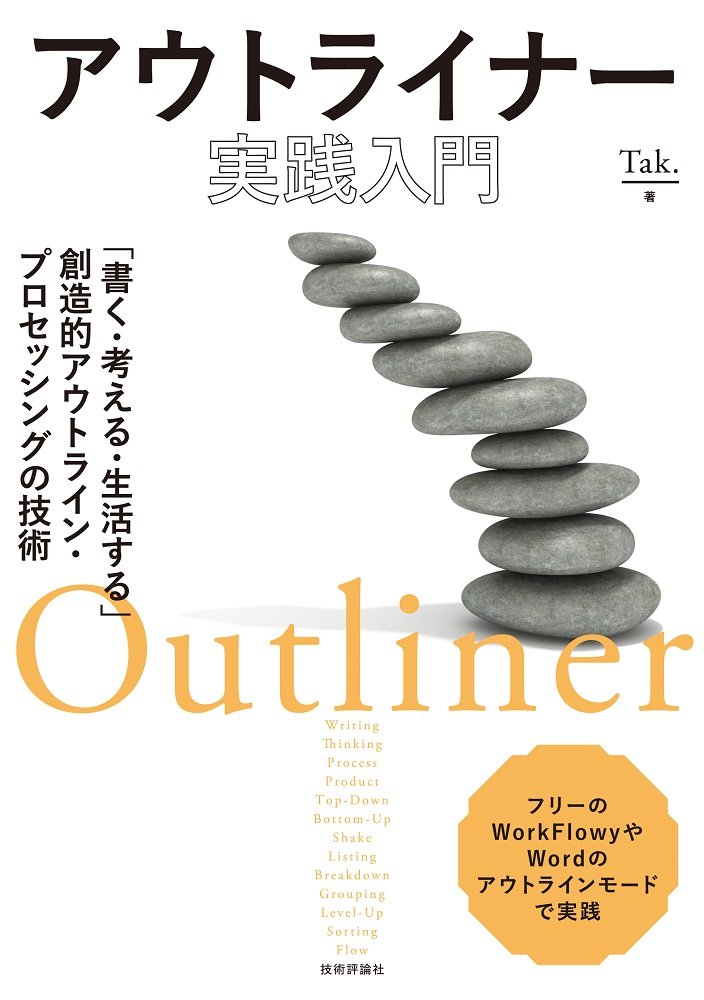 アウトライナー
実践入門
Tak.
著
「書く・考える・生活する」
創造的アウトライン・
プロセッシングの技術
Outliner
Writing
Thinking
Process
Product
Top-Down
Bottom-Up
Shake
Listing
Breakdown
Grouping
Level-Up
Sorting
Flow
フリーの
WorkFlowyや
Wordの
アウトラインモード
で実践
技術評論社